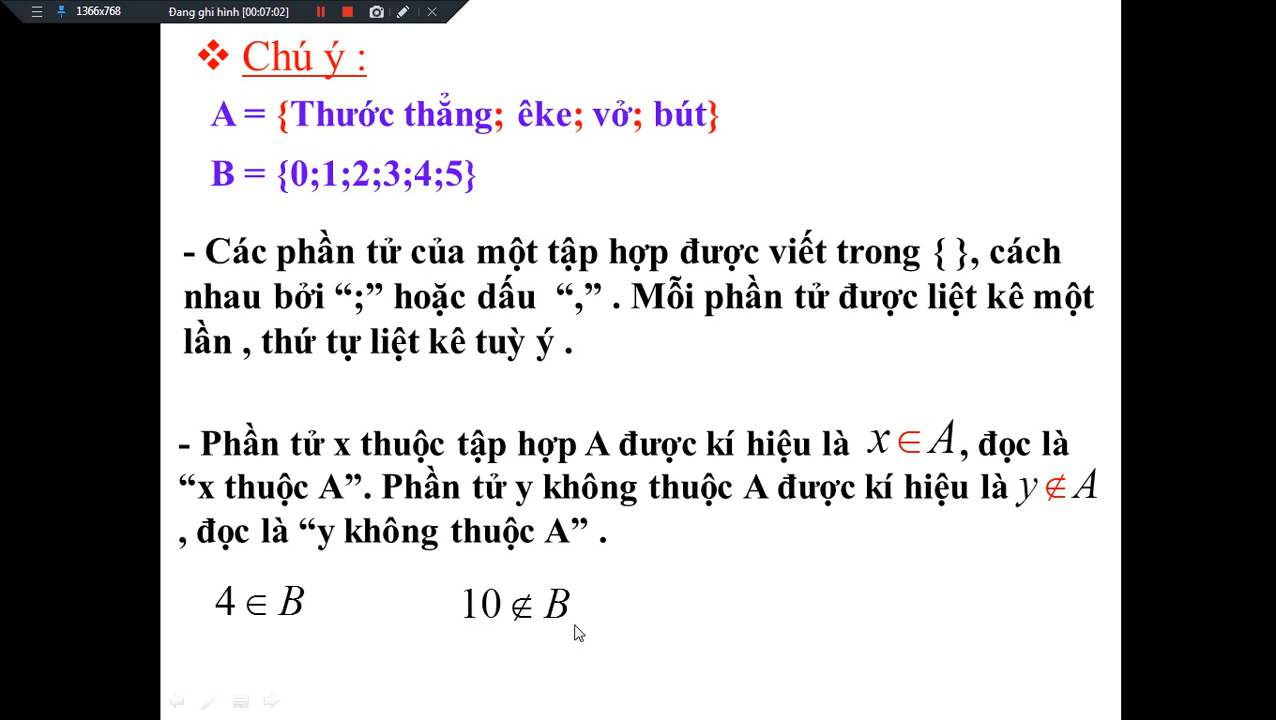 1366x768 Đang ghi hình [00:07:02]
❖ Chú ý :
A = {Thước thẳng; êke; vở; bút}
B = {0;1;2;3;4;5}
- Các phần tử của một tập hợp được viết trong { }, cách
nhau bởi “;” hoặc dấu “,” . Mỗi phần tử được liệt kê một
lần , thứ tự liệt kê tuỳ ý .
- Phần tử x thuộc tập hợp A được kí hiệu là x ∈ A, đọc là
“x thuộc A”. Phần tử y không thuộc A được kí hiệu là y ∉ A
, đọc là “y không thuộc A” .
4 ∈ B 10 ∉ B